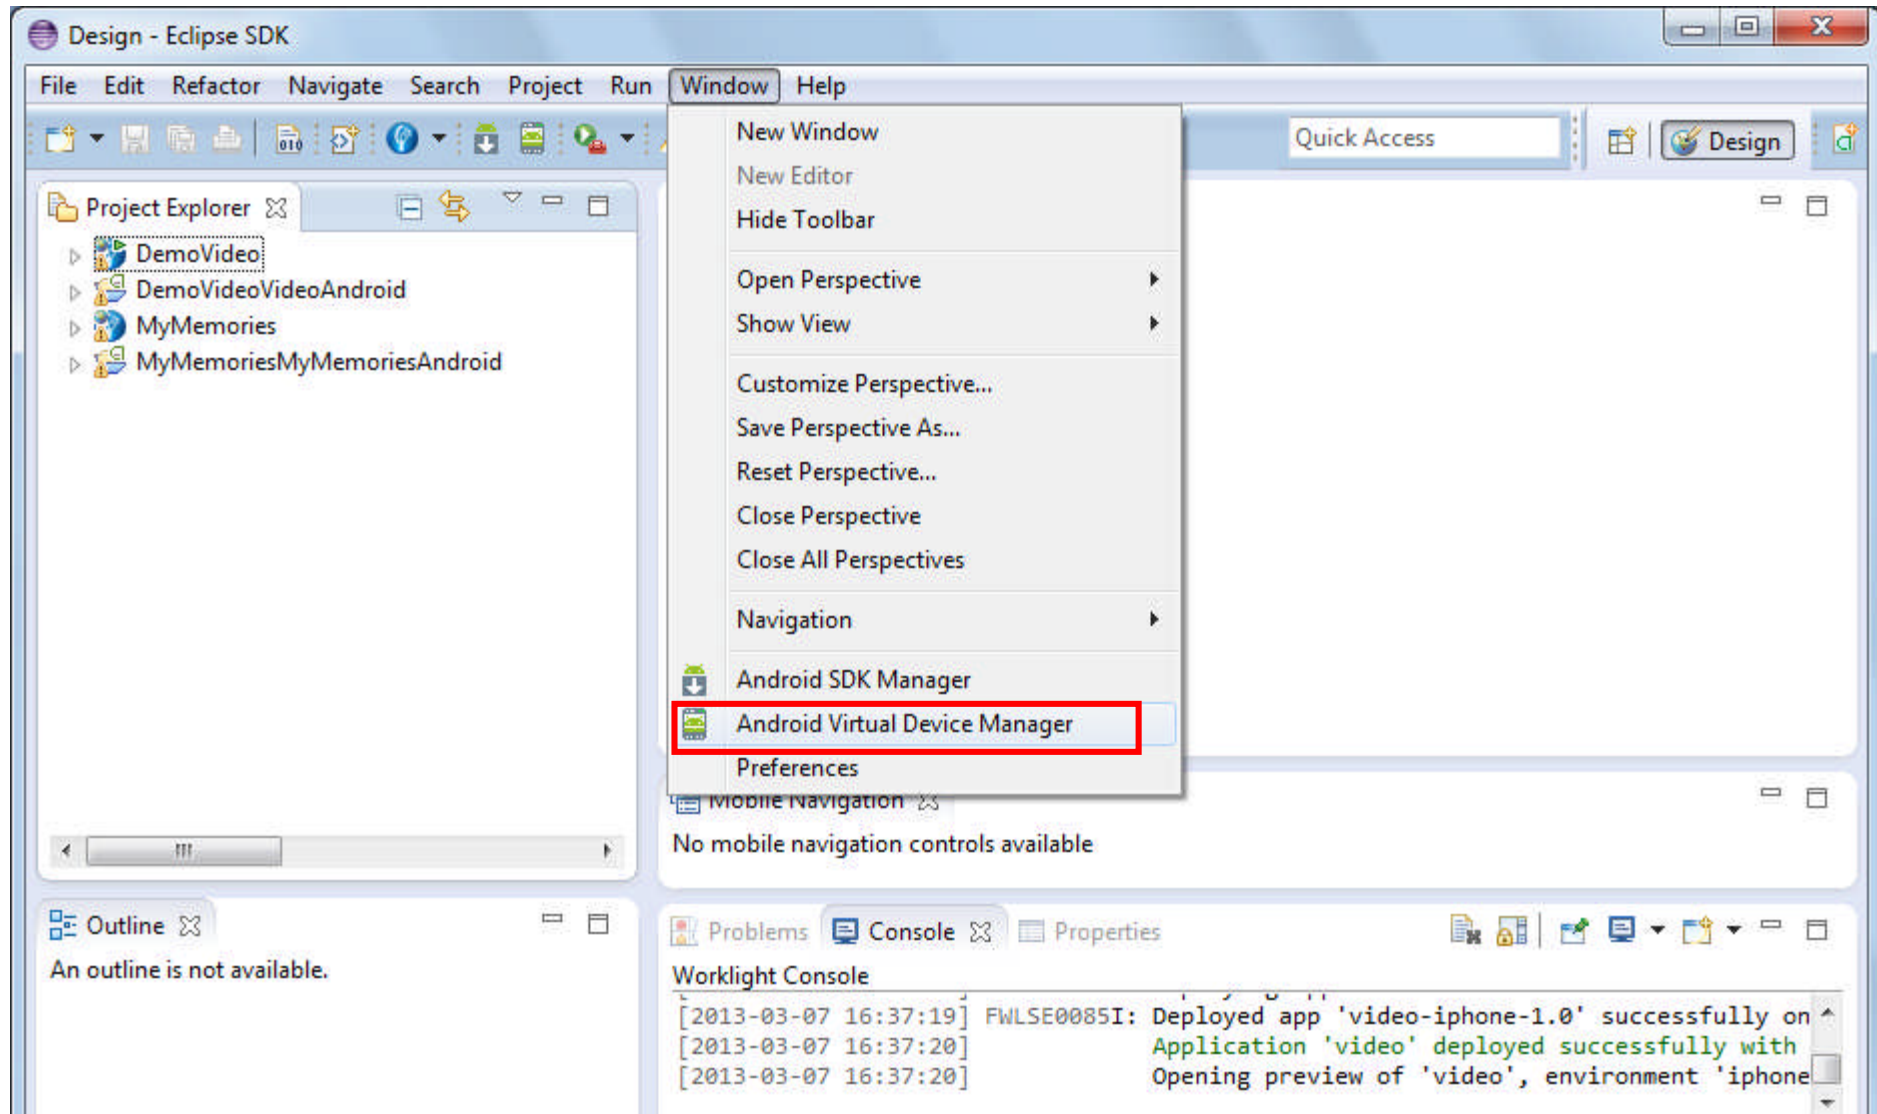 Design - Eclipse SDK
File Edit Refactor Navigate Search Project Run Window Help
Quick Access
Design
Project Explorer
DemoVideo
DemoVideoVideoAndroid
MyMemories
MyMemoriesMyMemoriesAndroid
New Window
New Editor
Hide Toolbar
Open Perspective
Show View
Customize Perspective...
Save Perspective As...
Reset Perspective...
Close Perspective
Close All Perspectives
Navigation
Android SDK Manager
Android Virtual Device Manager
Preferences
Mobile Navigation
No mobile navigation controls available
Outline
An outline is not available.
Problems Console Properties
Worklight Console
[2013-03-07 16:37:19] FWLSE0085I: Deployed app 'video-iphone-1.0' successfully on
[2013-03-07 16:37:20] Application 'video' deployed successfully with
[2013-03-07 16:37:20] Opening preview of 'video', environment 'iphone